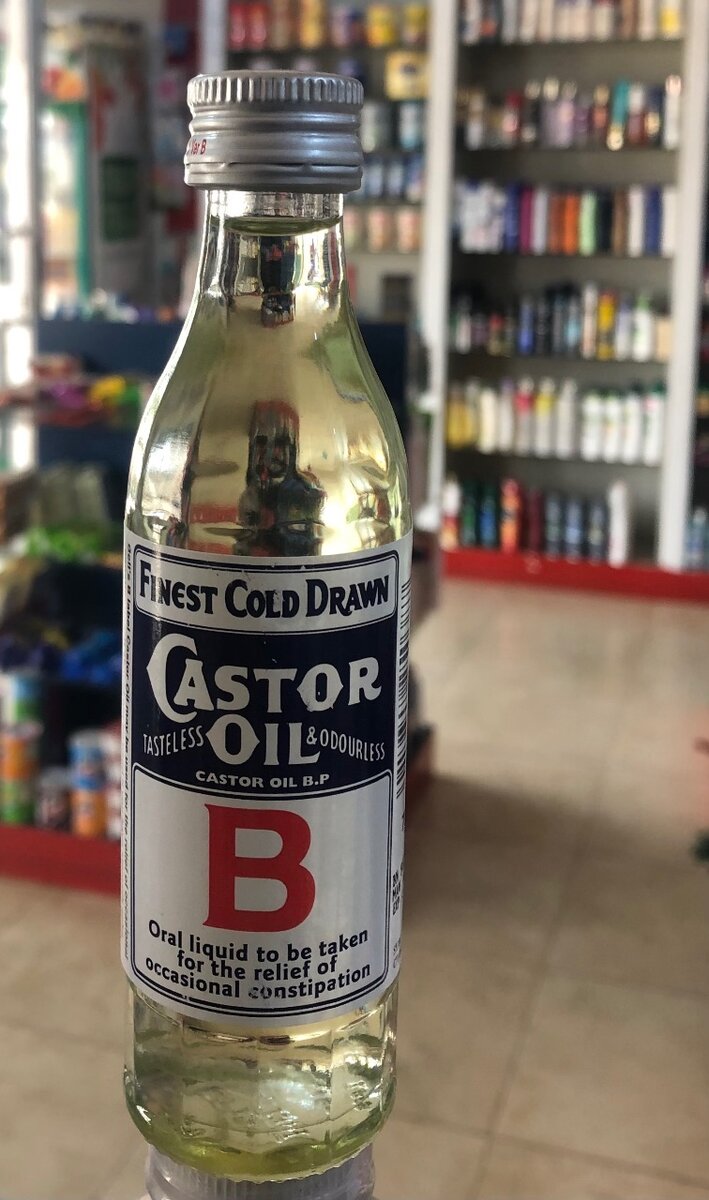 FINEST COLD DRAWN
CASTOR
TASTELESS OIL & ODOURLESS
CASTOR OIL B.P
B
Oral liquid to be taken
for the relief of
occasional constipation